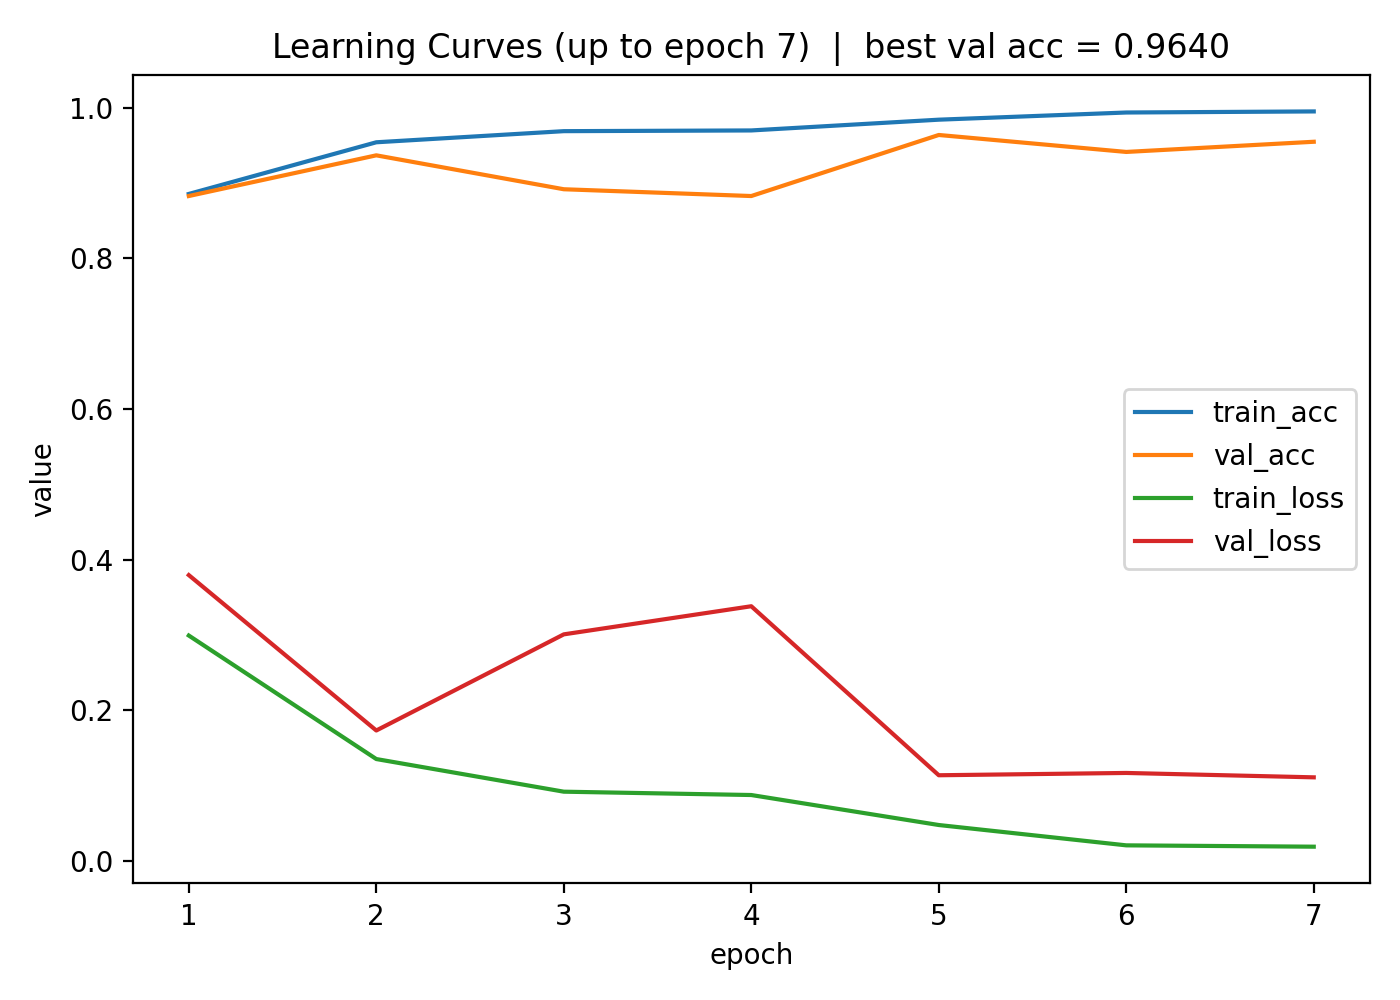 Learning Curves (up to epoch 7)  |  best val acc = 0.9640
1.0
0.8
0.6
0.4
0.2
0.0
value
train_acc
val_acc
train_loss
val_loss
1 2 3 4 5 6 7
epoch